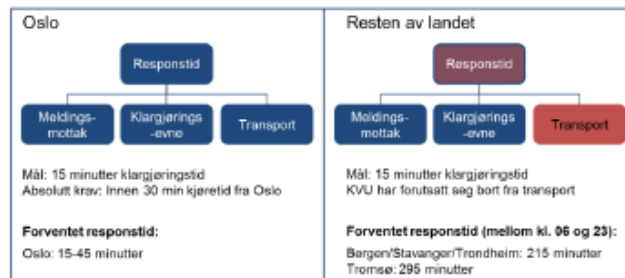 Oslo
Responstid
Meldings-
mottak
Klargjørings
-evne
Transport
Mål: 15 minutter klargjøringstid
Absolutt krav: Innen 30 min kjøretid fra Oslo
Forventet responstid:
Oslo: 15-45 minutter
Resten av landet
Responstid
Meldings-
mottak
Klargjørings
-evne
Transport
Mål: 15 minutter klargjøringstid
KVU har forutsatt seg bort fra transport
Forventet responstid (mellom kl. 06 og 23):
Bergen/Stavanger/Trondheim: 215 minutter
Tromsø: 295 minutter